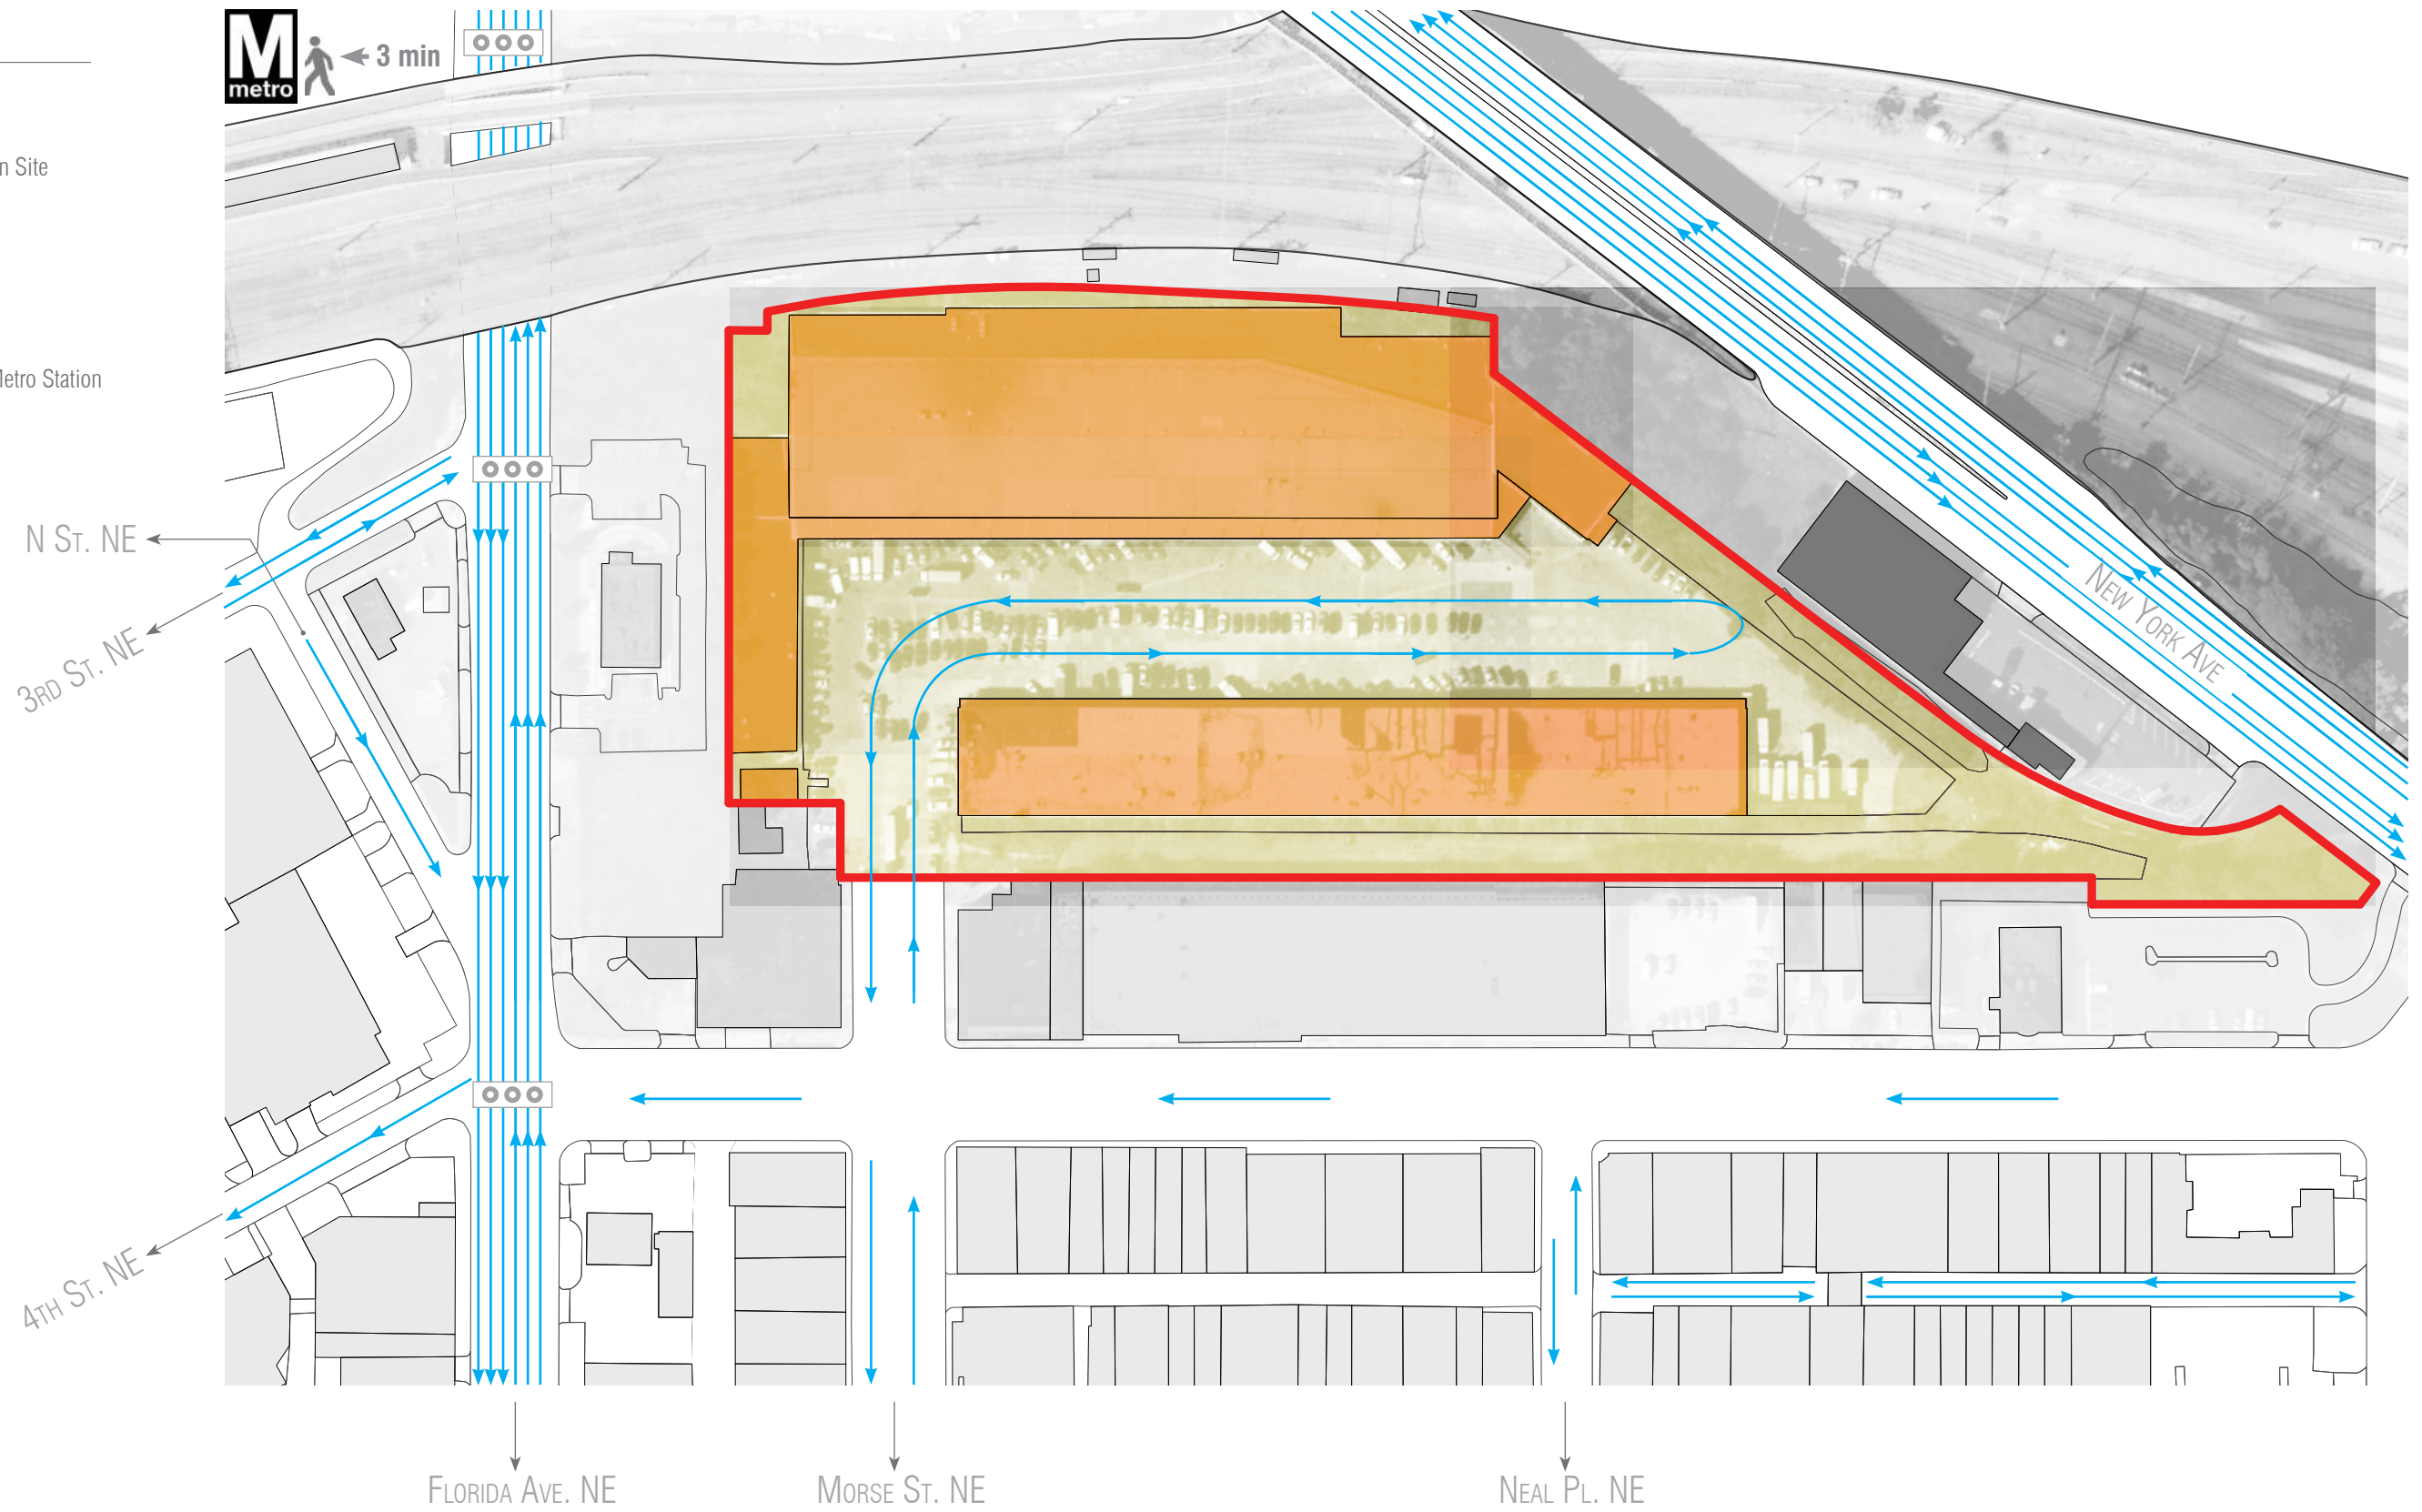 M
metro
3 min
n Site
Metro Station
N St. NE
3rd St. NE
New York Ave
4th St. NE
Florida Ave. NE
Morse St. NE
Neal Pl. NE